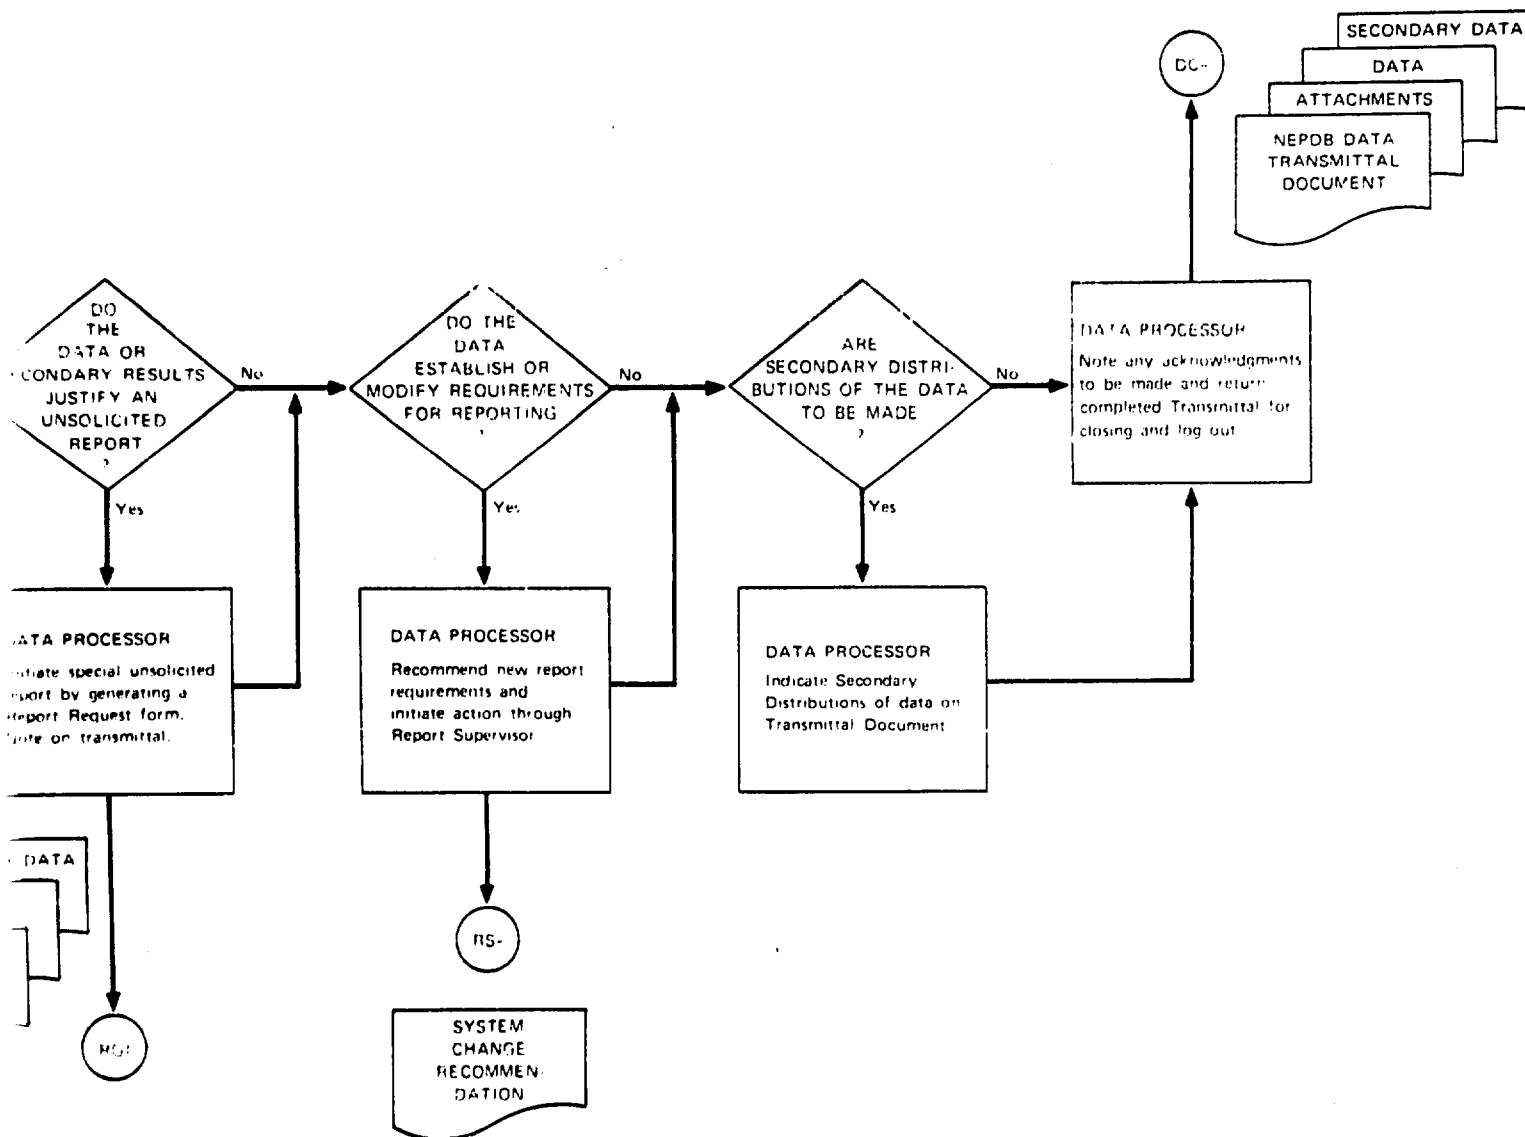 SECONDARY DATA
DATA
ATTACHMENTS
NEPDB DATA
TRANSMITTAL
DOCUMENT
DO
THE
DATA OR
CONDARY RESULTS
JUSTIFY AN
UNSOLICITED
REPORT
?
No
Yes
DO THE
DATA
ESTABLISH OR
MODIFY REQUIREMENTS
FOR REPORTING
No
Yes
ARE
SECONDARY DISTRI-
BUTIONS OF THE DATA
TO BE MADE
?
No
Yes
DATA PROCESSOR
Note any acknowledgments
to be made and return
completed Transmittal for
closing and log out
DATA PROCESSOR
special unsolicited
by generating a
Report Request form.
on transmittal.
DATA PROCESSOR
Recommend new report
requirements and
initiate action through
Report Supervisor
DATA PROCESSOR
Indicate Secondary
Distributions of data on
Transmittal Document
DATA
RS-
SYSTEM
CHANGE
RECOMMEN-
DATION